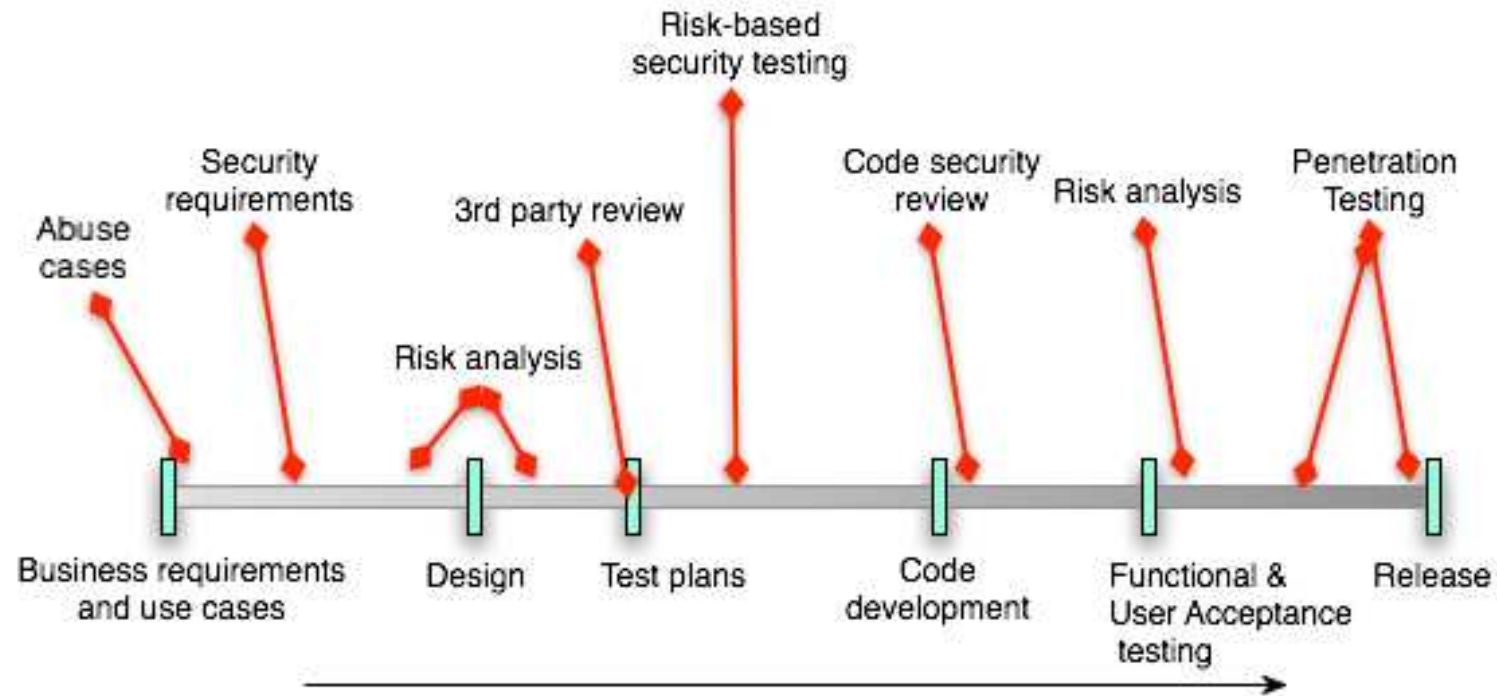 Risk-based
security testing
Security
requirements
Code security
review
Penetration
Testing
Risk analysis
3rd party review
Abuse
cases
Risk analysis
Business requirements
and use cases
Design
Test plans
Code
development
Functional &
User Acceptance
testing
Release